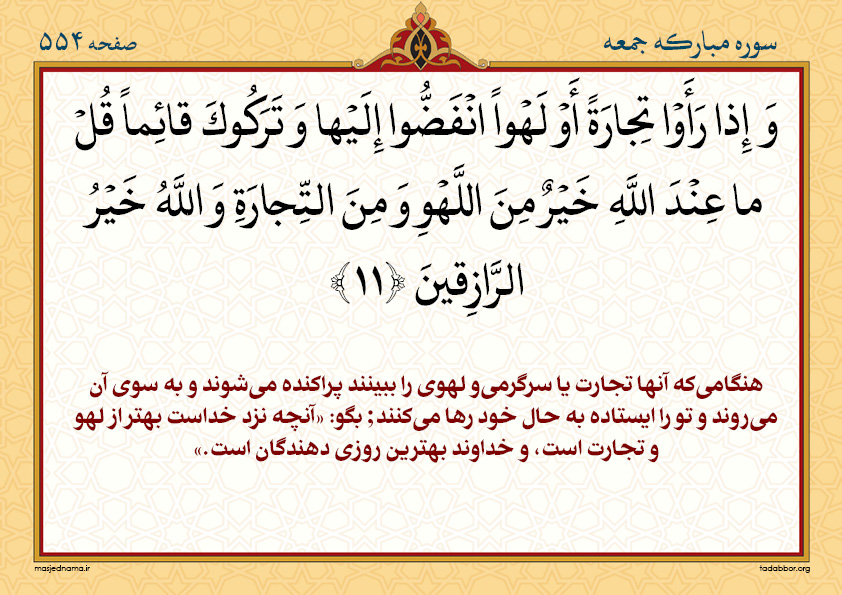 سوره مبارکه جمعه
صفحه ۵۵۴
وَ إِذا رَأَوْا تِجارَةً أَوْ لَهْواً انْفَضُّوا إِلَيْها وَ تَرَكُوكَ قائِماً قُلْ
ما عِنْدَ اللَّهِ خَيْرٌ مِنَ اللَّهْوِ وَ مِنَ التِّجارَةِ وَ اللَّهُ خَيْرُ
الرَّازِقينَ ﴿۱۱﴾
هنگامی‌که آنها تجارت یا سرگرمی‌و لهوی را ببینند پراکنده می‌شوند و به سوی آن
می‌روند و تو را ایستاده به حال خود رها می‌کنند; بگو: «آنچه نزد خداست بهتر از لهو
و تجارت است، و خداوند بهترین روزی دهندگان است.»
masjednama.ir
tadabbor.org